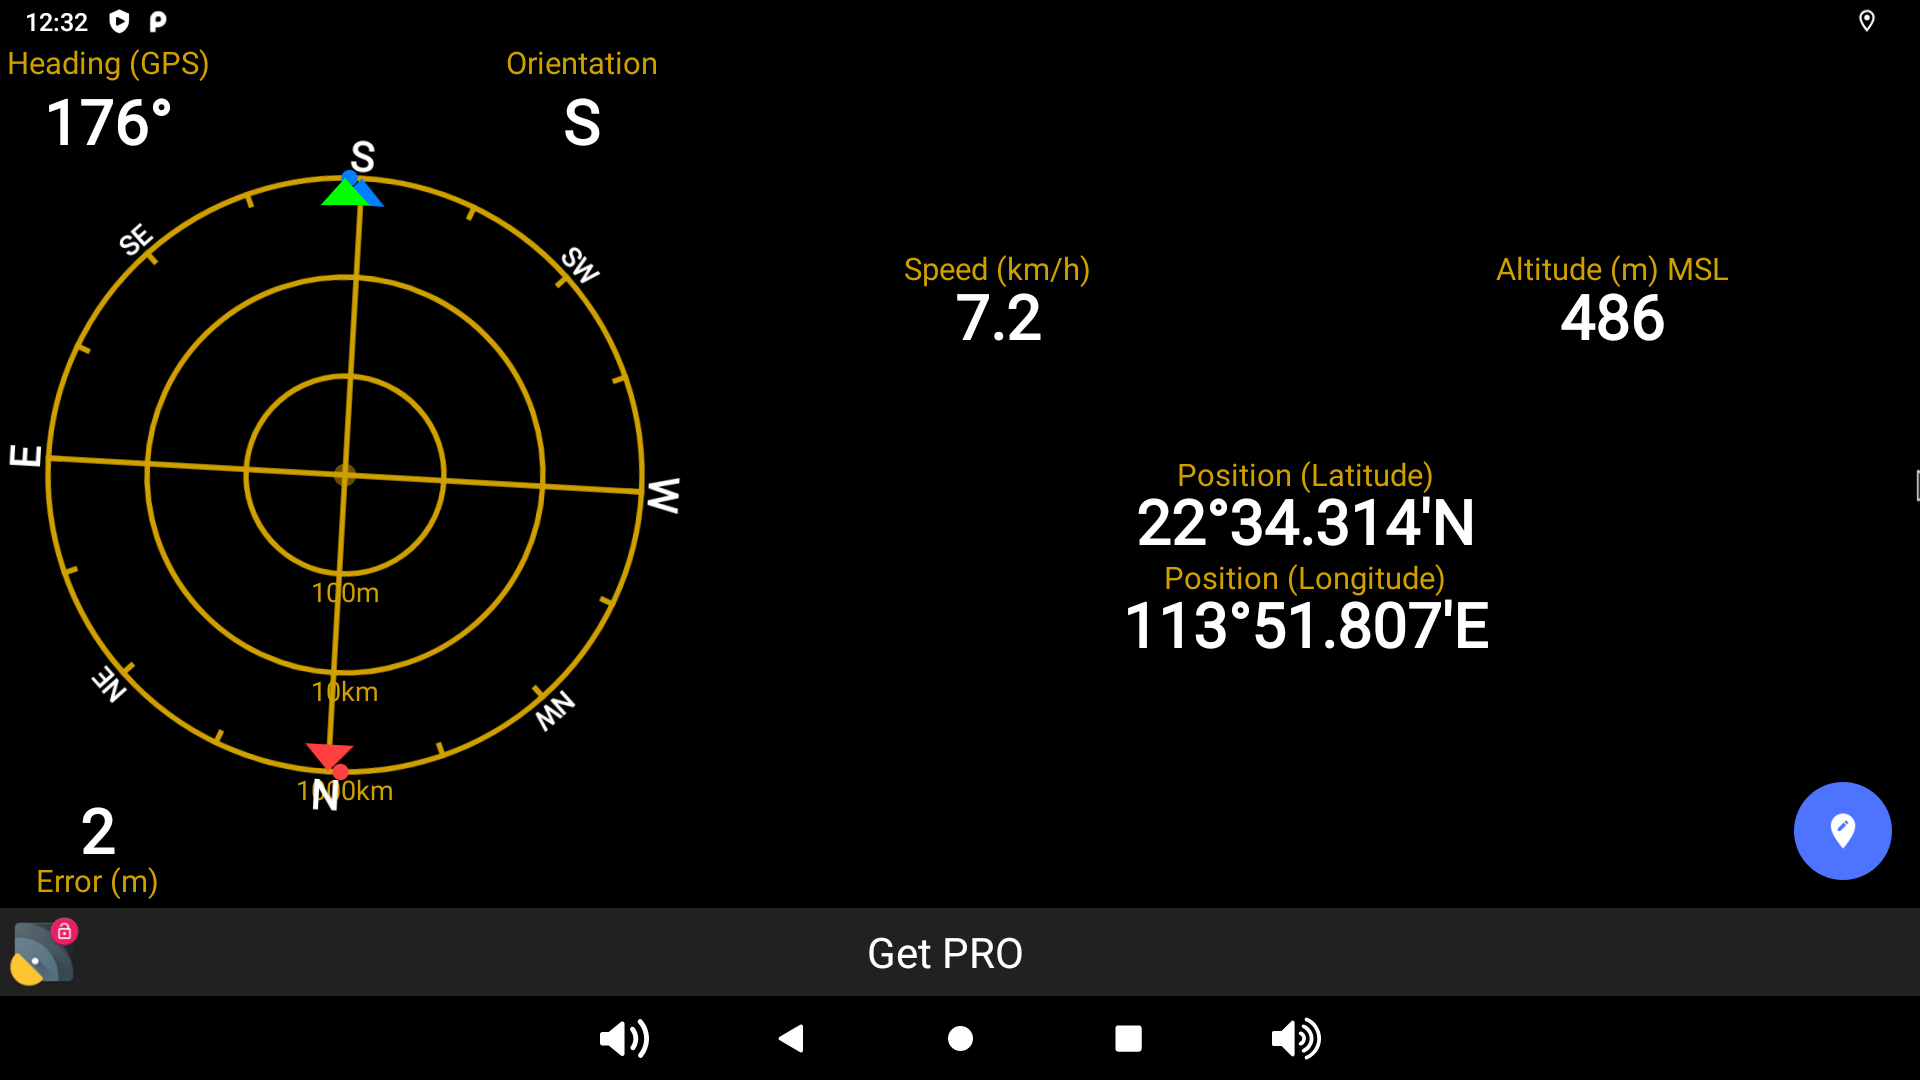 12:32
Heading (GPS)
176°
Orientation
S
S
SE
SW
E
W
NE
NW
N
100m
10km
1000km
2
Error (m)
Speed (km/h)
7.2
Altitude (m) MSL
486
Position (Latitude)
22°34.314'N
Position (Longitude)
113°51.807'E
Get PRO